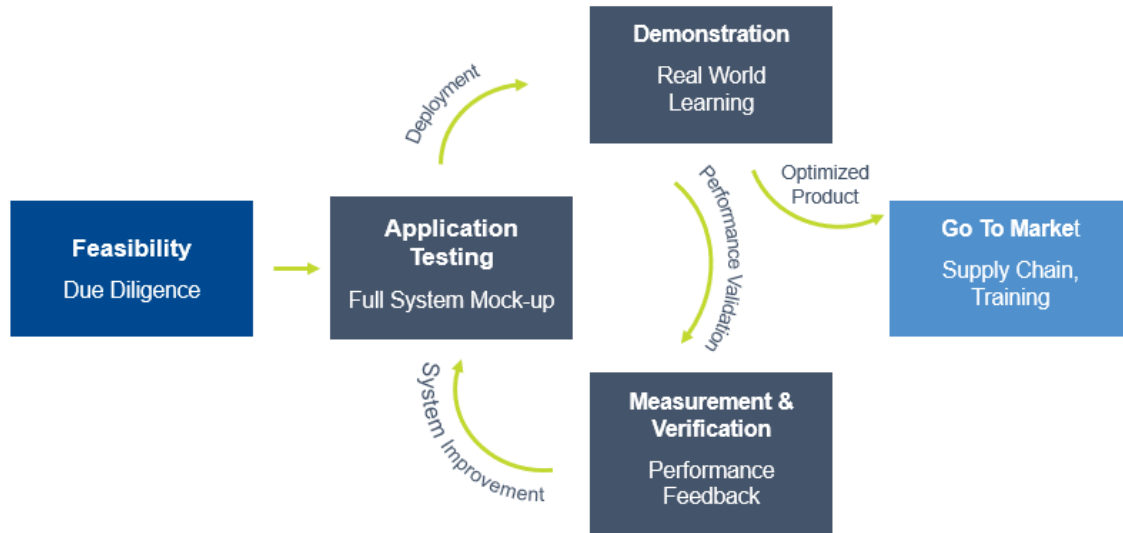 Demonstration
Real World
Learning
Deployment
Feasibility
Due Diligence
Application
Testing
Full System Mock-up
Performance Validation
Optimized
Product
Go To Market
Supply Chain,
Training
System Improvement
Measurement &
Verification
Performance
Feedback